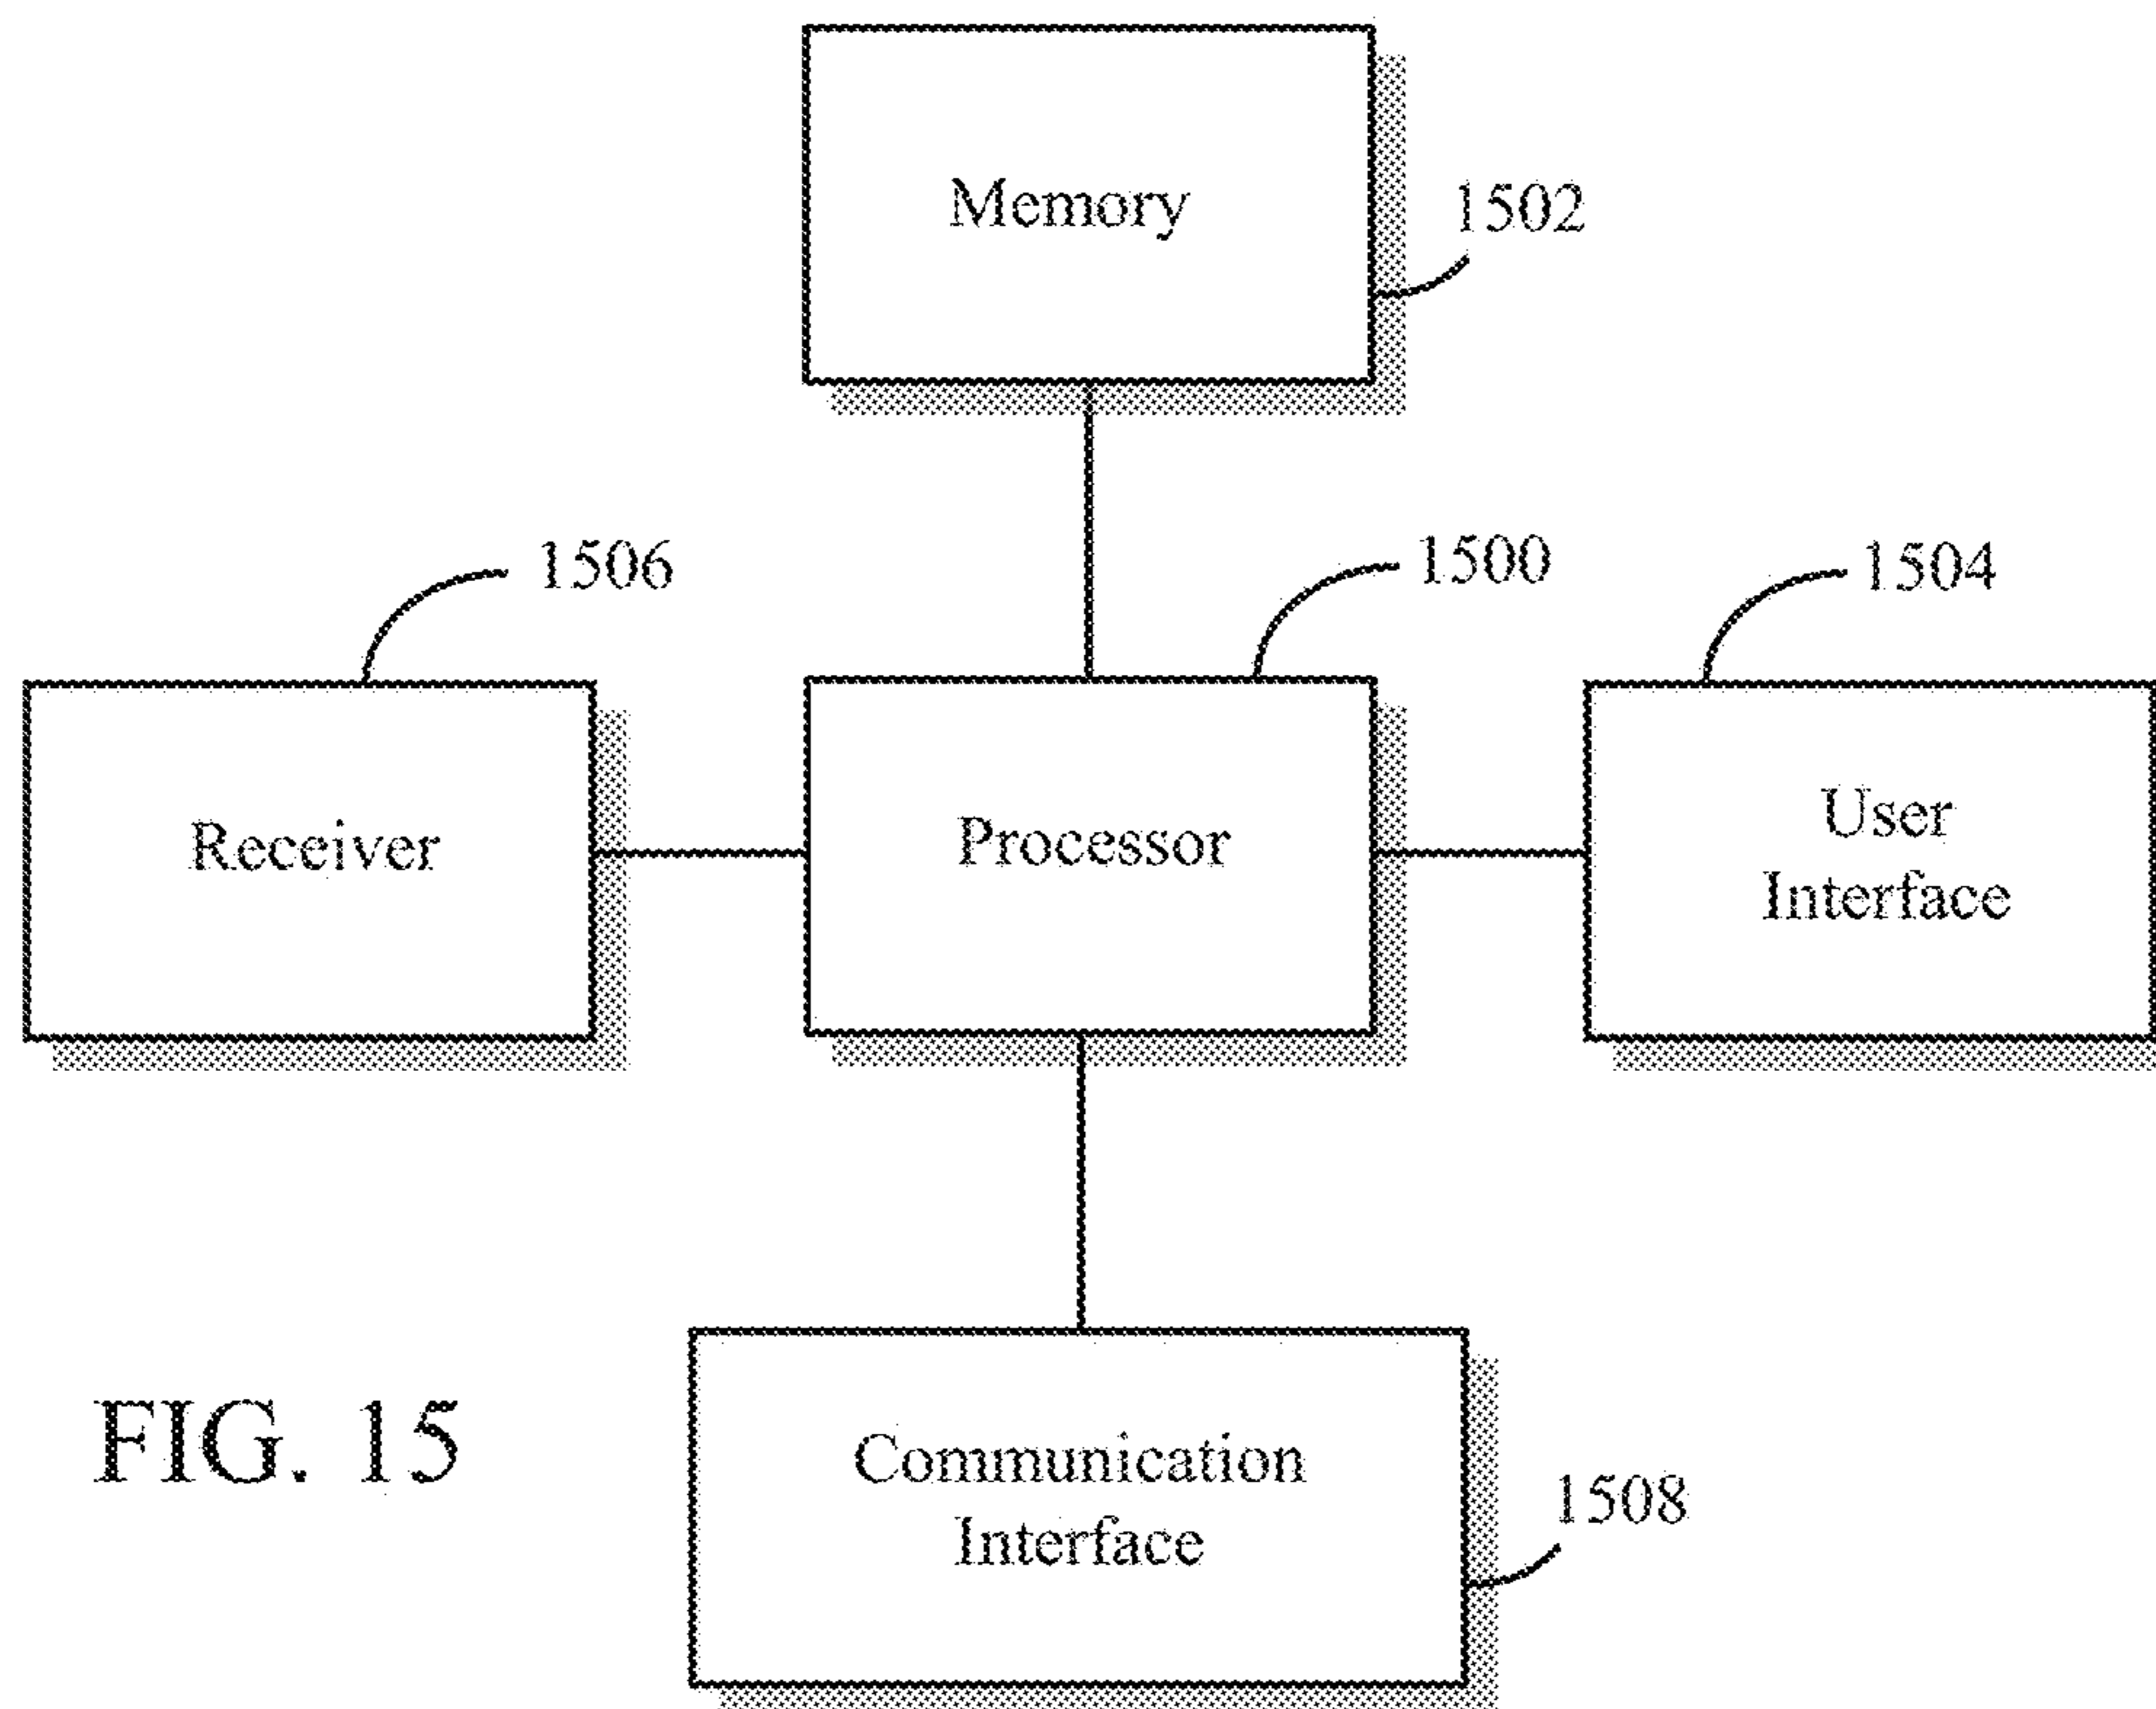 Memory
1502
1506
1500
1504
Receiver
Processor
User
Interface
FIG. 15
Communication
Interface
1508